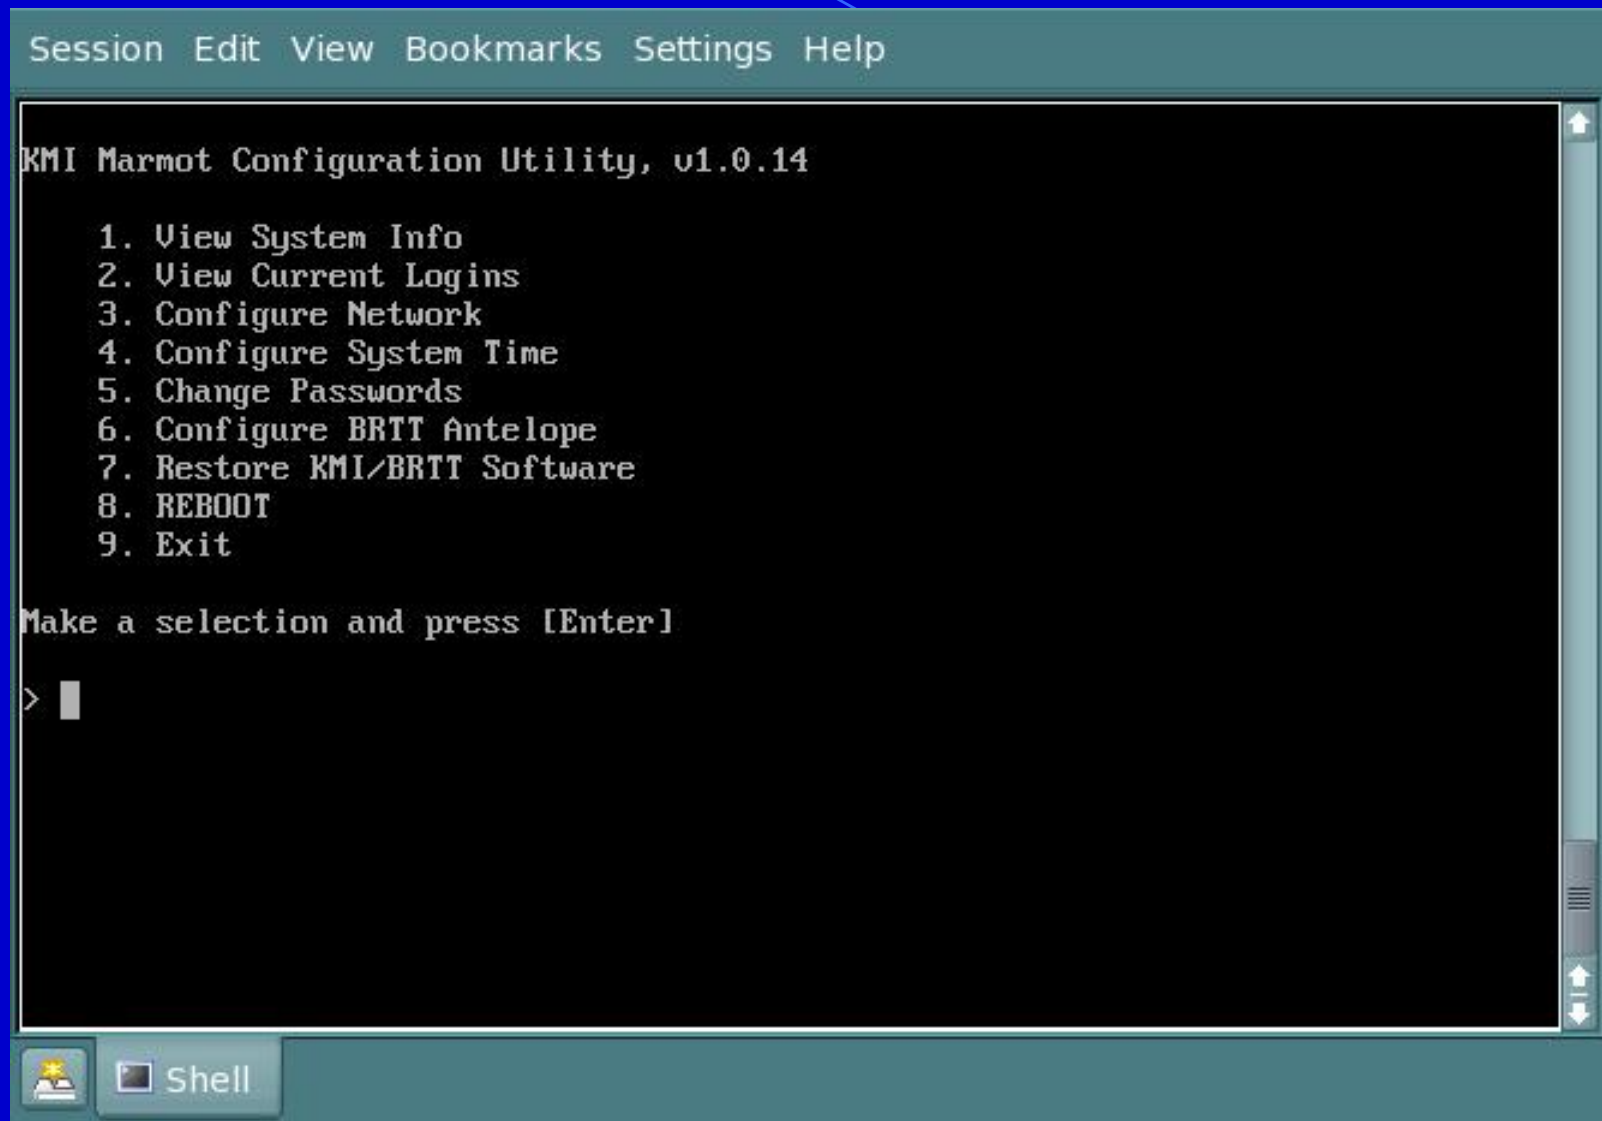 Session Edit View Bookmarks Settings Help
KMI Marmot Configuration Utility, v1.0.14
1. View System Info
2. View Current Logins
3. Configure Network
4. Configure System Time
5. Change Passwords
6. Configure BRTT Antelope
7. Restore KMI/BRTT Software
8. REBOOT
9. Exit
Make a selection and press [Enter]
>
Shell